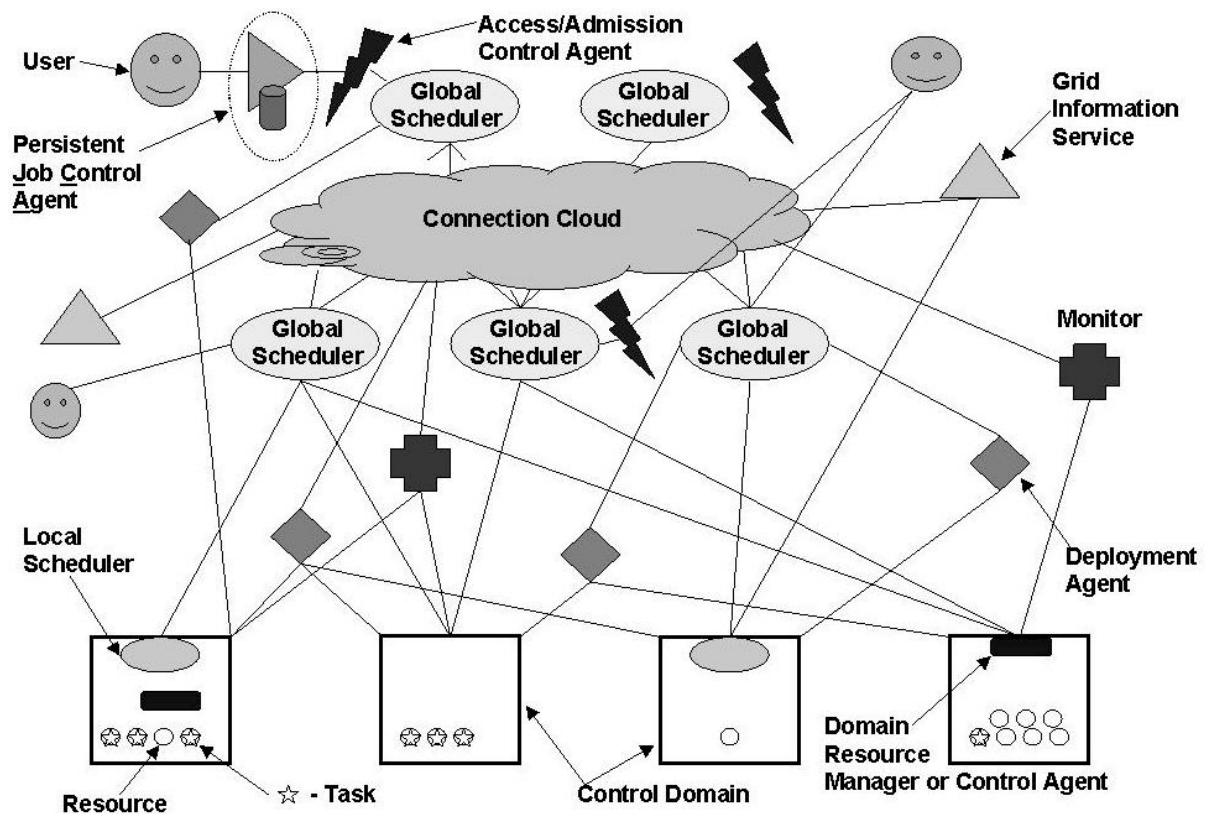 Access/Admission
Control Agent
User
Global
Scheduler
Global
Scheduler
Grid
Information
Service
Persistent
Job Control
Agent
Connection Cloud
Global
Scheduler
Global
Scheduler
Global
Scheduler
Monitor
Local
Scheduler
Deployment
Agent
Domain
Resource
Manager or Control Agent
Resource
- Task
Control Domain